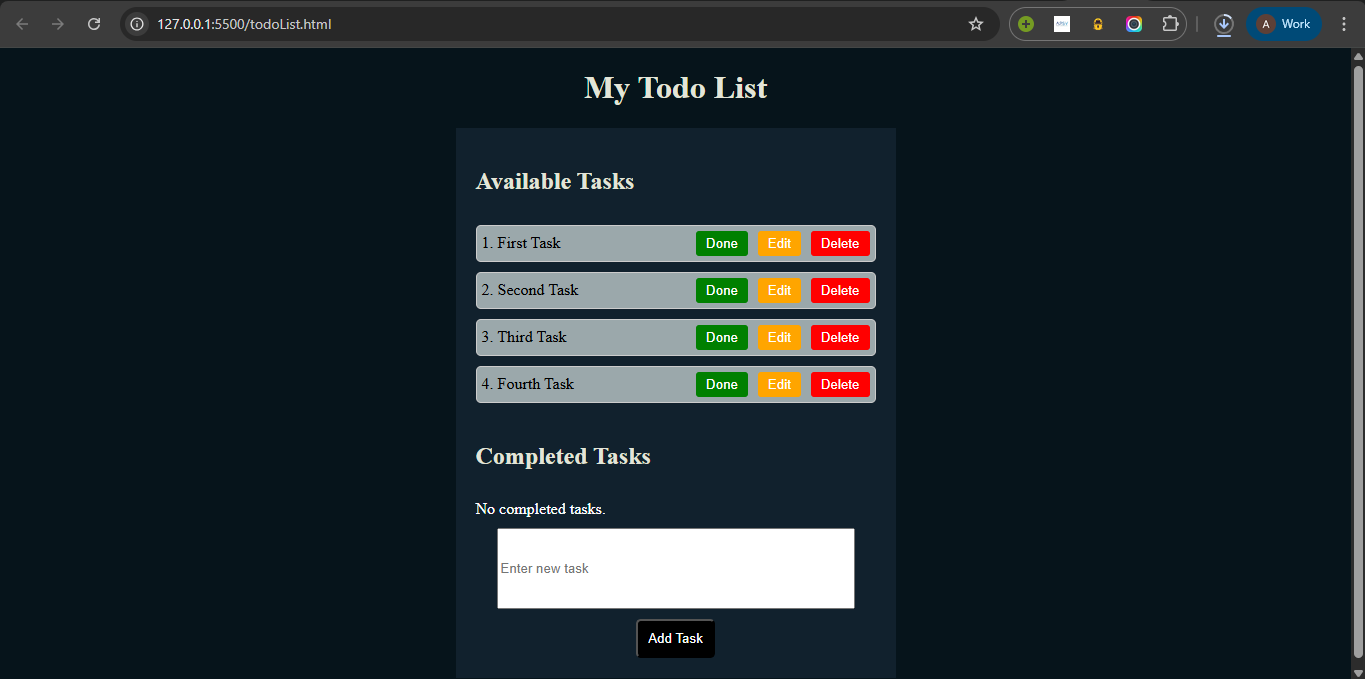 127.0.0.1:5500/todoList.html
A Work
My Todo List
Available Tasks
1. First Task Done Edit Delete
2. Second Task Done Edit Delete
3. Third Task Done Edit Delete
4. Fourth Task Done Edit Delete
Completed Tasks
No completed tasks.
Enter new task
Add Task